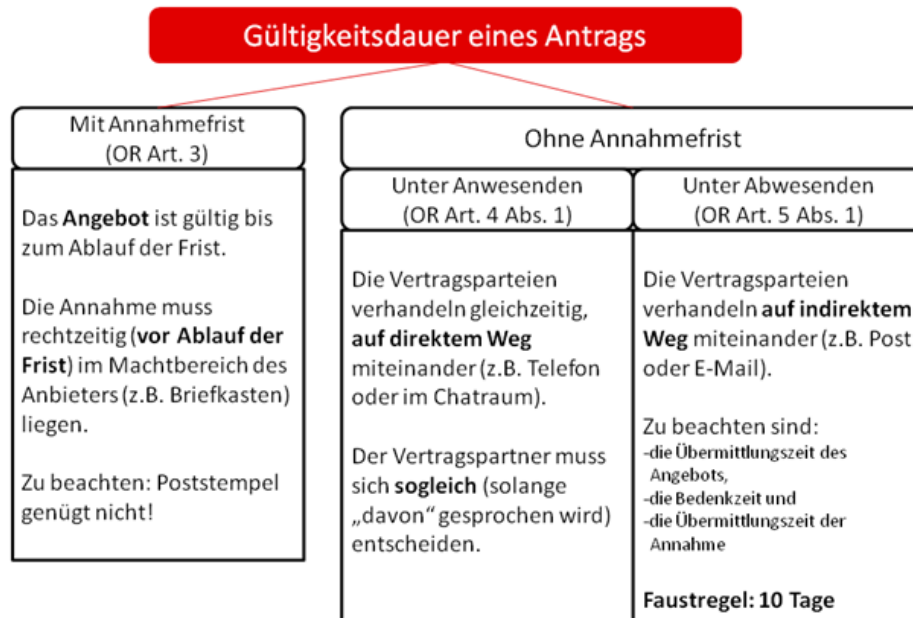 Gültigkeitsdauer eines Antrags
Mit Annahmefrist
(OR Art. 3)
Das Angebot ist gültig bis
zum Ablauf der Frist.
Die Annahme muss
rechtzeitig (vor Ablauf der
Frist) im Machtbereich des
Anbieters (z.B. Briefkasten)
liegen.
Zu beachten: Poststempel
genügt nicht!
Ohne Annahmefrist
Unter Anwesenden
(OR Art. 4 Abs. 1)
Die Vertragsparteien
verhandeln gleichzeitig,
auf direktem Weg
miteinander (z.B. Telefon
oder im Chatraum).
Der Vertragspartner muss
sich sogleich (solange
„davon“ gesprochen wird)
entscheiden.
Unter Abwesenden
(OR Art. 5 Abs. 1)
Die Vertragsparteien
verhandeln auf indirektem
Weg miteinander (z.B. Post
oder E-Mail).
Zu beachten sind:
-die Übermittlungszeit des
Angebots,
-die Bedenkzeit und
-die Übermittlungszeit der
Annahme
Faustregel: 10 Tage